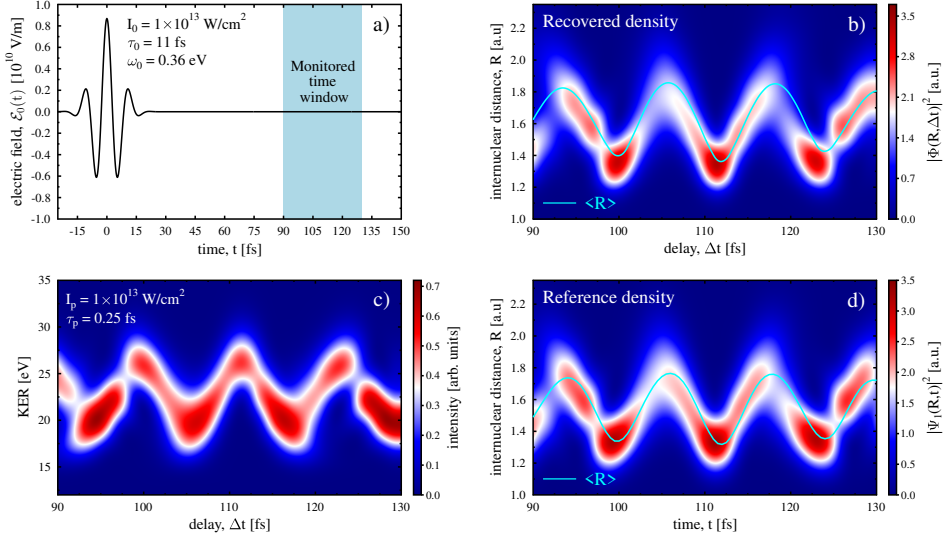 a)
I₀ = 1×10¹³ W/cm²
τ₀ = 11 fs
ω₀ = 0.36 eV
Monitored
time
window
electric field, ℰ₀(t) [10¹⁰ V/m]
1.0
0.8
0.6
0.4
0.2
0.0
-0.2
-0.4
-0.6
-0.8
-1.0
-15 0 15 30 45 60 75 90 105 120 135 150
time, t [fs]
b)
Recovered density
<R>
internuclear distance, R [a.u]
2.2
2.0
1.8
1.6
1.4
1.2
1.0
90 100 110 120 130
delay, Δt [fs]
3.5
2.8
2.1
1.4
0.7
0.0
|Φ(R,Δt)|² [a.u.]
c)
Iₚ = 1×10¹³ W/cm²
τₚ = 0.25 fs
KER [eV]
35
30
25
20
15
90 100 110 120 130
delay, Δt [fs]
0.7
0.6
0.5
0.4
0.3
0.2
0.1
0.0
intensity [arb. units]
d)
Reference density
<R>
internuclear distance, R [a.u]
2.2
2.0
1.8
1.6
1.4
1.2
1.0
90 100 110 120 130
time, t [fs]
3.5
3.0
2.5
2.0
1.5
1.0
0.5
0.0
|Ψ₁(R,t)|² [a.u.]